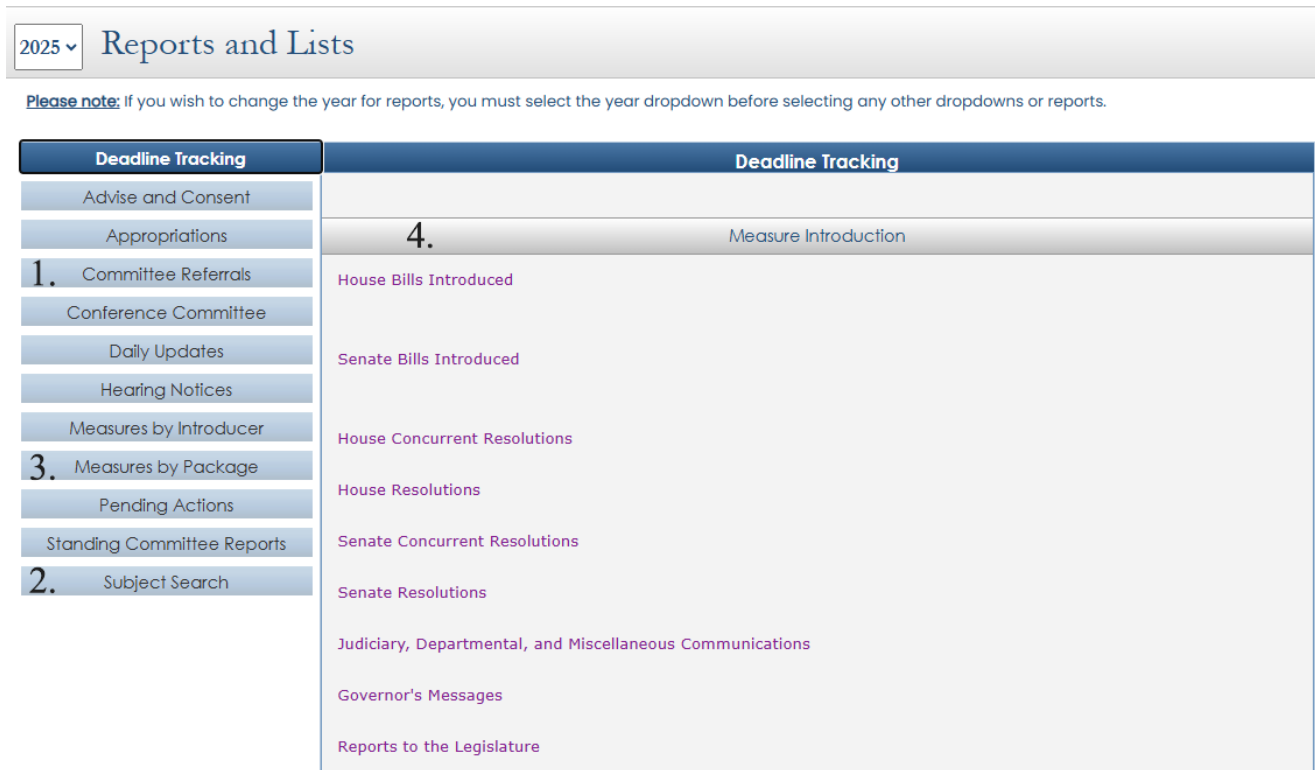 2025 Reports and Lists
Please note: If you wish to change the year for reports, you must select the year dropdown before selecting any other dropdowns or reports.
Deadline Tracking
Advise and Consent
Appropriations
1. Committee Referrals
Conference Committee
Daily Updates
Hearing Notices
Measures by Introducer
3. Measures by Package
Pending Actions
Standing Committee Reports
2. Subject Search
Deadline Tracking
4. Measure Introduction
House Bills Introduced
Senate Bills Introduced
House Concurrent Resolutions
House Resolutions
Senate Concurrent Resolutions
Senate Resolutions
Judiciary, Departmental, and Miscellaneous Communications
Governor's Messages
Reports to the Legislature